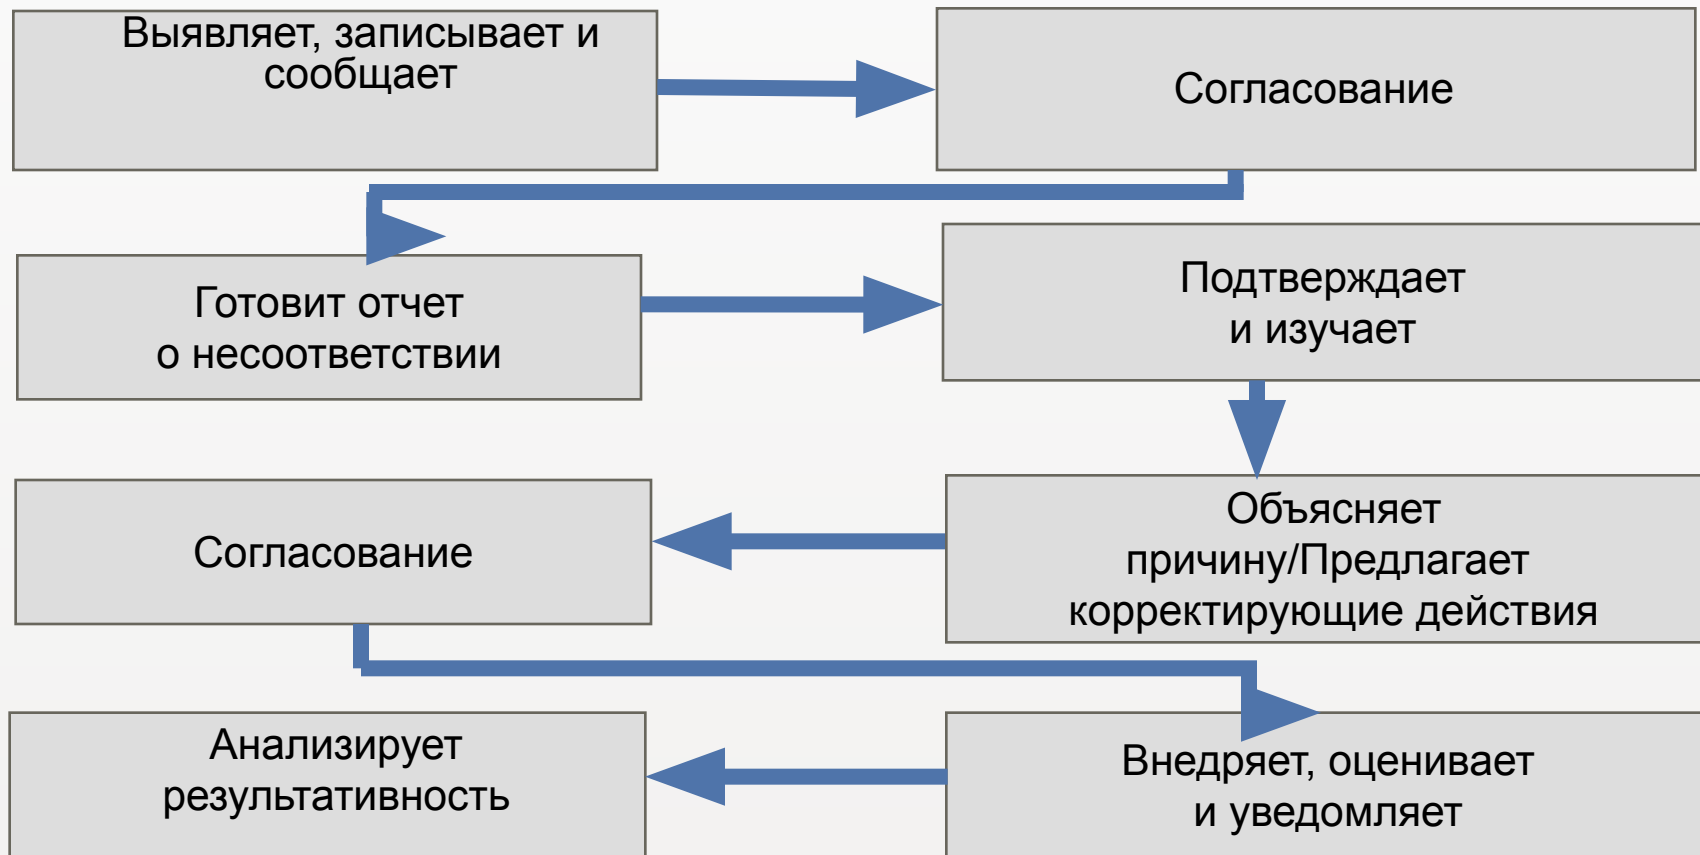 Выявляет, записывает и
сообщает
Согласование
Готовит отчет
о несоответствии
Подтверждает
и изучает
Объясняет
причину/Предлагает
корректирующие действия
Согласование
Внедряет, оценивает
и уведомляет
Анализирует
результативность